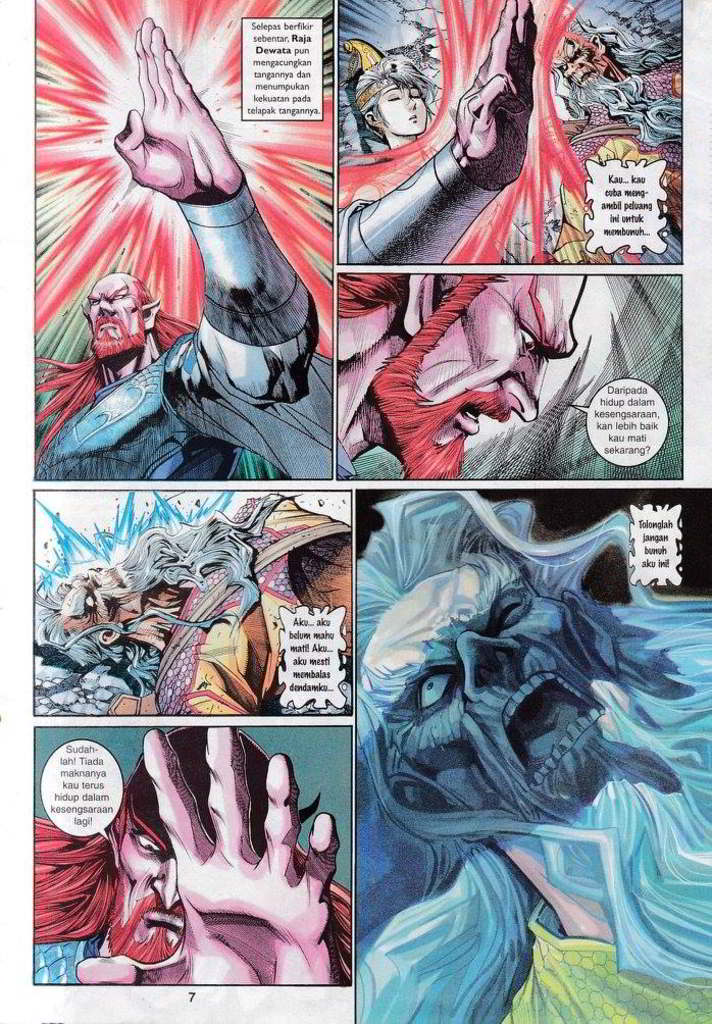 Selepas berfikir
sebentar, Raja
Dewata pun
mengacungkan
tangannya dan
menumpukan
kekuatan pada
telapak tangannya.
Kau... kau
cuba meng-
ambil peluang
ini untuk
membunuh...
Daripada
hidup dalam
kesengsaraan,
kan lebih baik
kau mati
sekarang?
Aku... aku
belum mahu
mati! Aku...
aku mesti
membalas
dendamku...
Tolonglah
jangan
bunuh
aku ini!
Sudah-
lah! Tiada
maknanya
kau terus
hidup dalam
kesengsaraan
lagi!
7